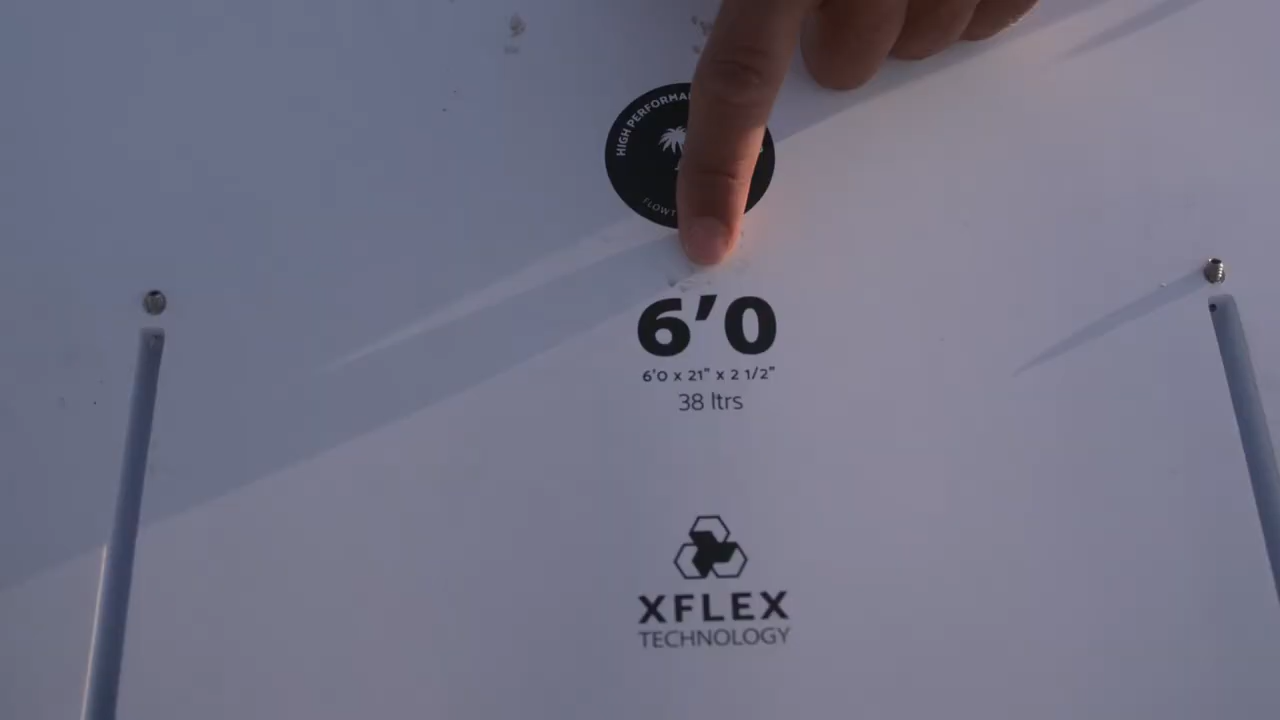 HIGH PERFORMA
6'0
6'0 x 21" x 2 1/2"
38 ltrs
XFLEX
TECHNOLOGY